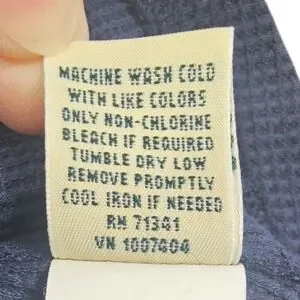 MACHINE WASH COLD
WITH LIKE COLORS
ONLY NON-CHLORINE
BLEACH IF REQUIRED
TUMBLE DRY LOW
REMOVE PROMPTLY
COOL IRON IF NEEDED
RN 71341
VN 1007404